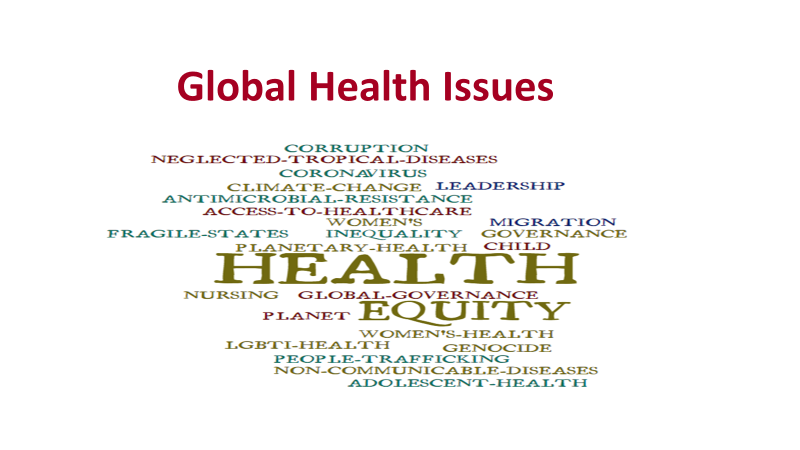 Global Health Issues
CORRUPTION
NEGLECTED-TROPICAL-DISEASES
CORONAVIRUS
CLIMATE-CHANGE LEADERSHIP
ANTIMICROBIAL-RESISTANCE
ACCESS-TO-HEALTHCARE
WOMEN'S MIGRATION
FRAGILE-STATES INEQUALITY GOVERNANCE
PLANETARY-HEALTH CHILD
HEALTH
NURSING GLOBAL-GOVERNANCE
PLANET EQUITY
WOMEN'S-HEALTH
LGBTI-HEALTH GENOCIDE
PEOPLE-TRAFFICKING
NON-COMMUNICABLE-DISEASES
ADOLESCENT-HEALTH